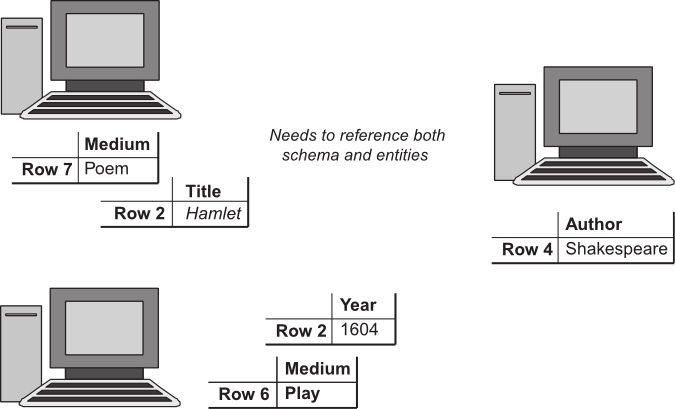 Medium
Row 7 Poem
Title
Row 2 Hamlet
Needs to reference both
schema and entities
Author
Row 4 Shakespeare
Year
Row 2 1604
Medium
Row 6 Play